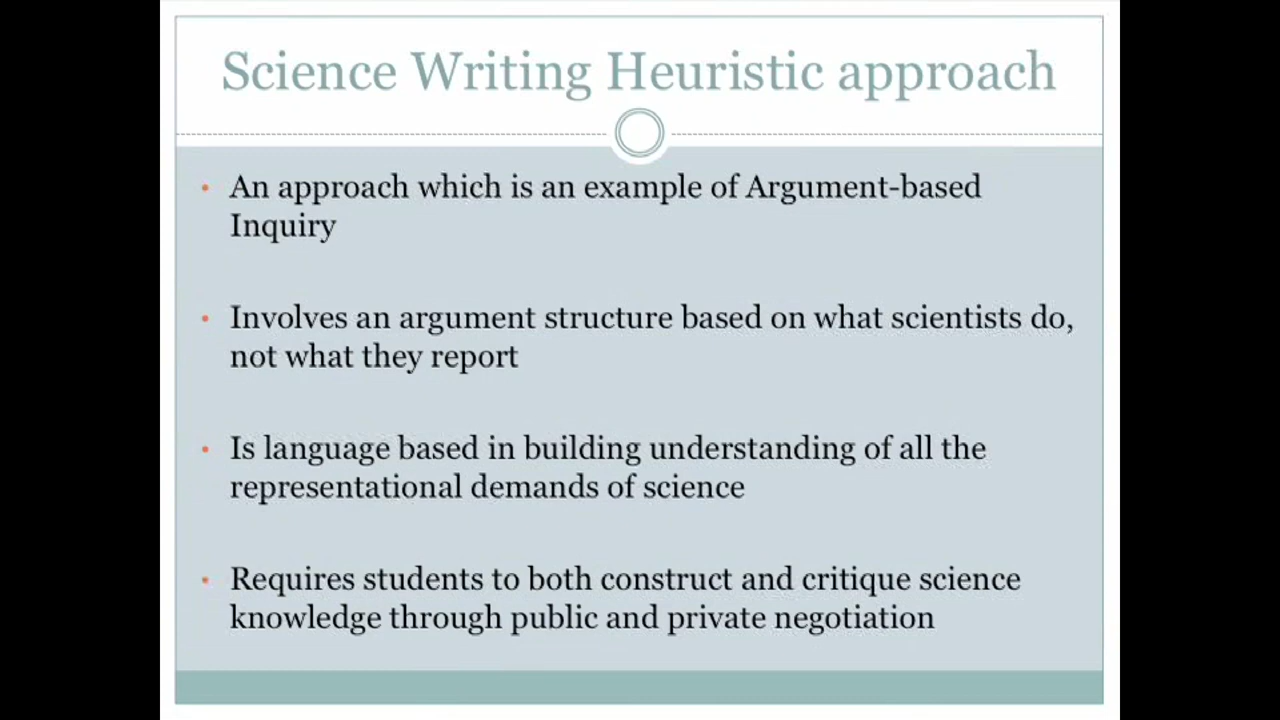 Science Writing Heuristic approach
• An approach which is an example of Argument-based
Inquiry
• Involves an argument structure based on what scientists do,
not what they report
• Is language based in building understanding of all the
representational demands of science
• Requires students to both construct and critique science
knowledge through public and private negotiation